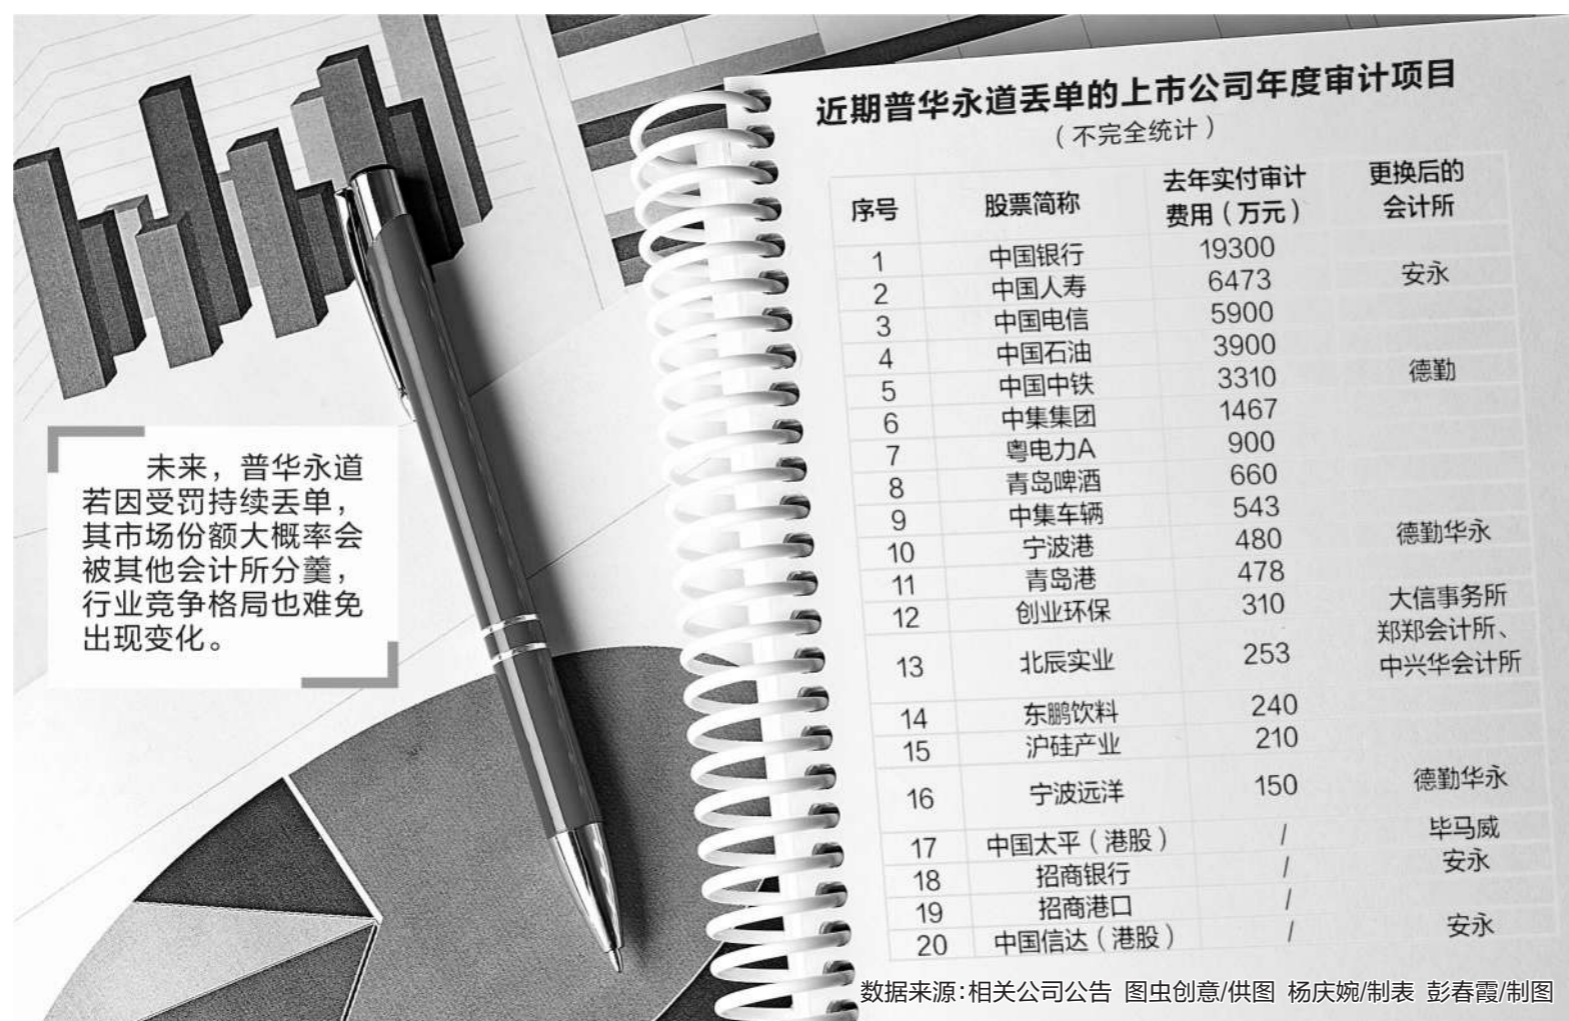 近期普华永道丢单的上市公司年度审计项目
（不完全统计）
序号 股票简称 去年实付审计费用（万元） 更换后的会计所
1 中国银行 19300
2 中国人寿 6473 安永
3 中国电信 5900
4 中国石油 3900
5 中国中铁 3310 德勤
6 中集集团 1467
7 粤电力A 900
8 青岛啤酒 660
9 中集车辆 543
10 宁波港 480 德勤华永
11 青岛港 478
12 创业环保 310 大信事务所
13 北辰实业 253 郑郑会计所、中兴华会计所
14 东鹏饮料 240
15 沪硅产业 210
16 宁波远洋 150 德勤华永
17 中国太平（港股） / 毕马威
18 招商银行 / 安永
19 招商港口 /
20 中国信达（港股） / 安永
未来，普华永道
若因受罚持续丢单，
其市场份额大概率会
被其他会计所分羹，
行业竞争格局也难免
出现变化。
数据来源：相关公司公告 图虫创意/供图 杨庆婉/制表 彭春霞/制图